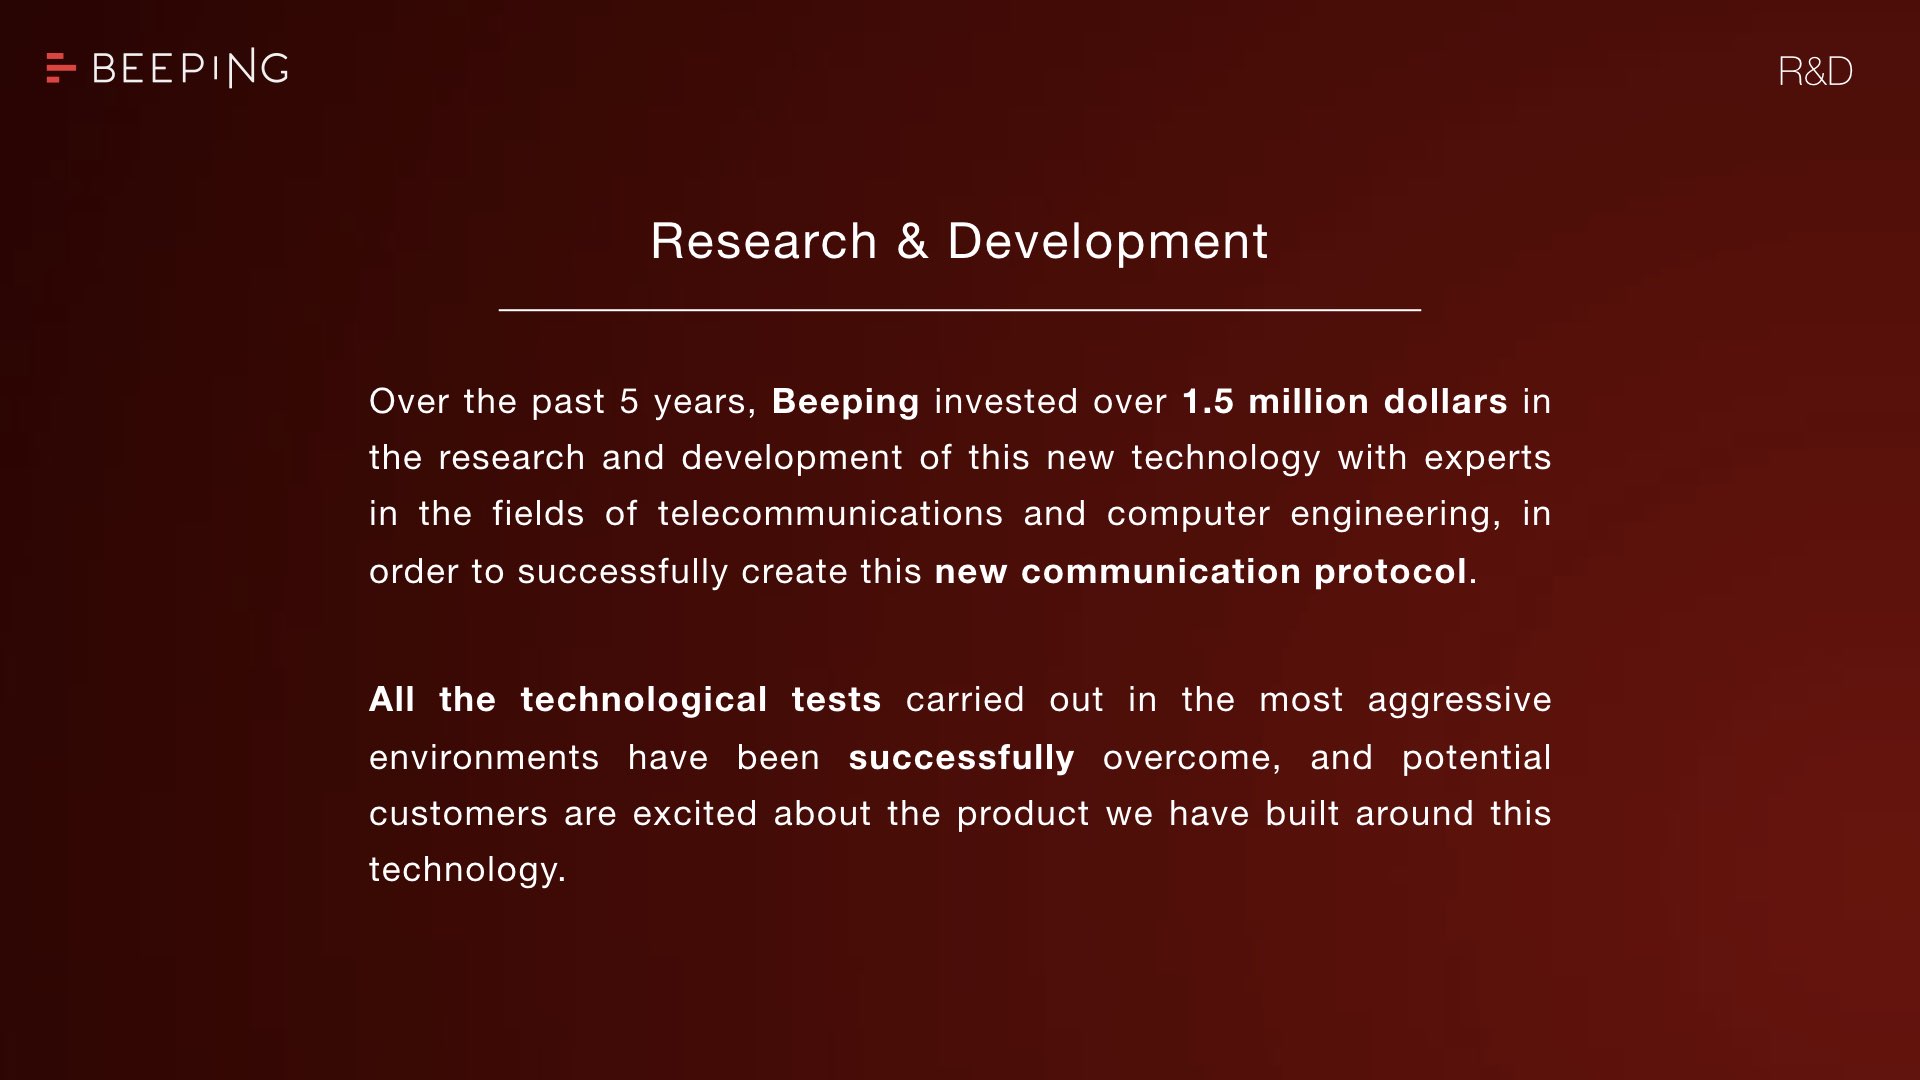 BEEPING
R&D
Research & Development
Over the past 5 years, Beeping invested over 1.5 million dollars in
the research and development of this new technology with experts
in the fields of telecommunications and computer engineering, in
order to successfully create this new communication protocol.
All the technological tests carried out in the most aggressive
environments have been successfully overcome, and potential
customers are excited about the product we have built around this
technology.